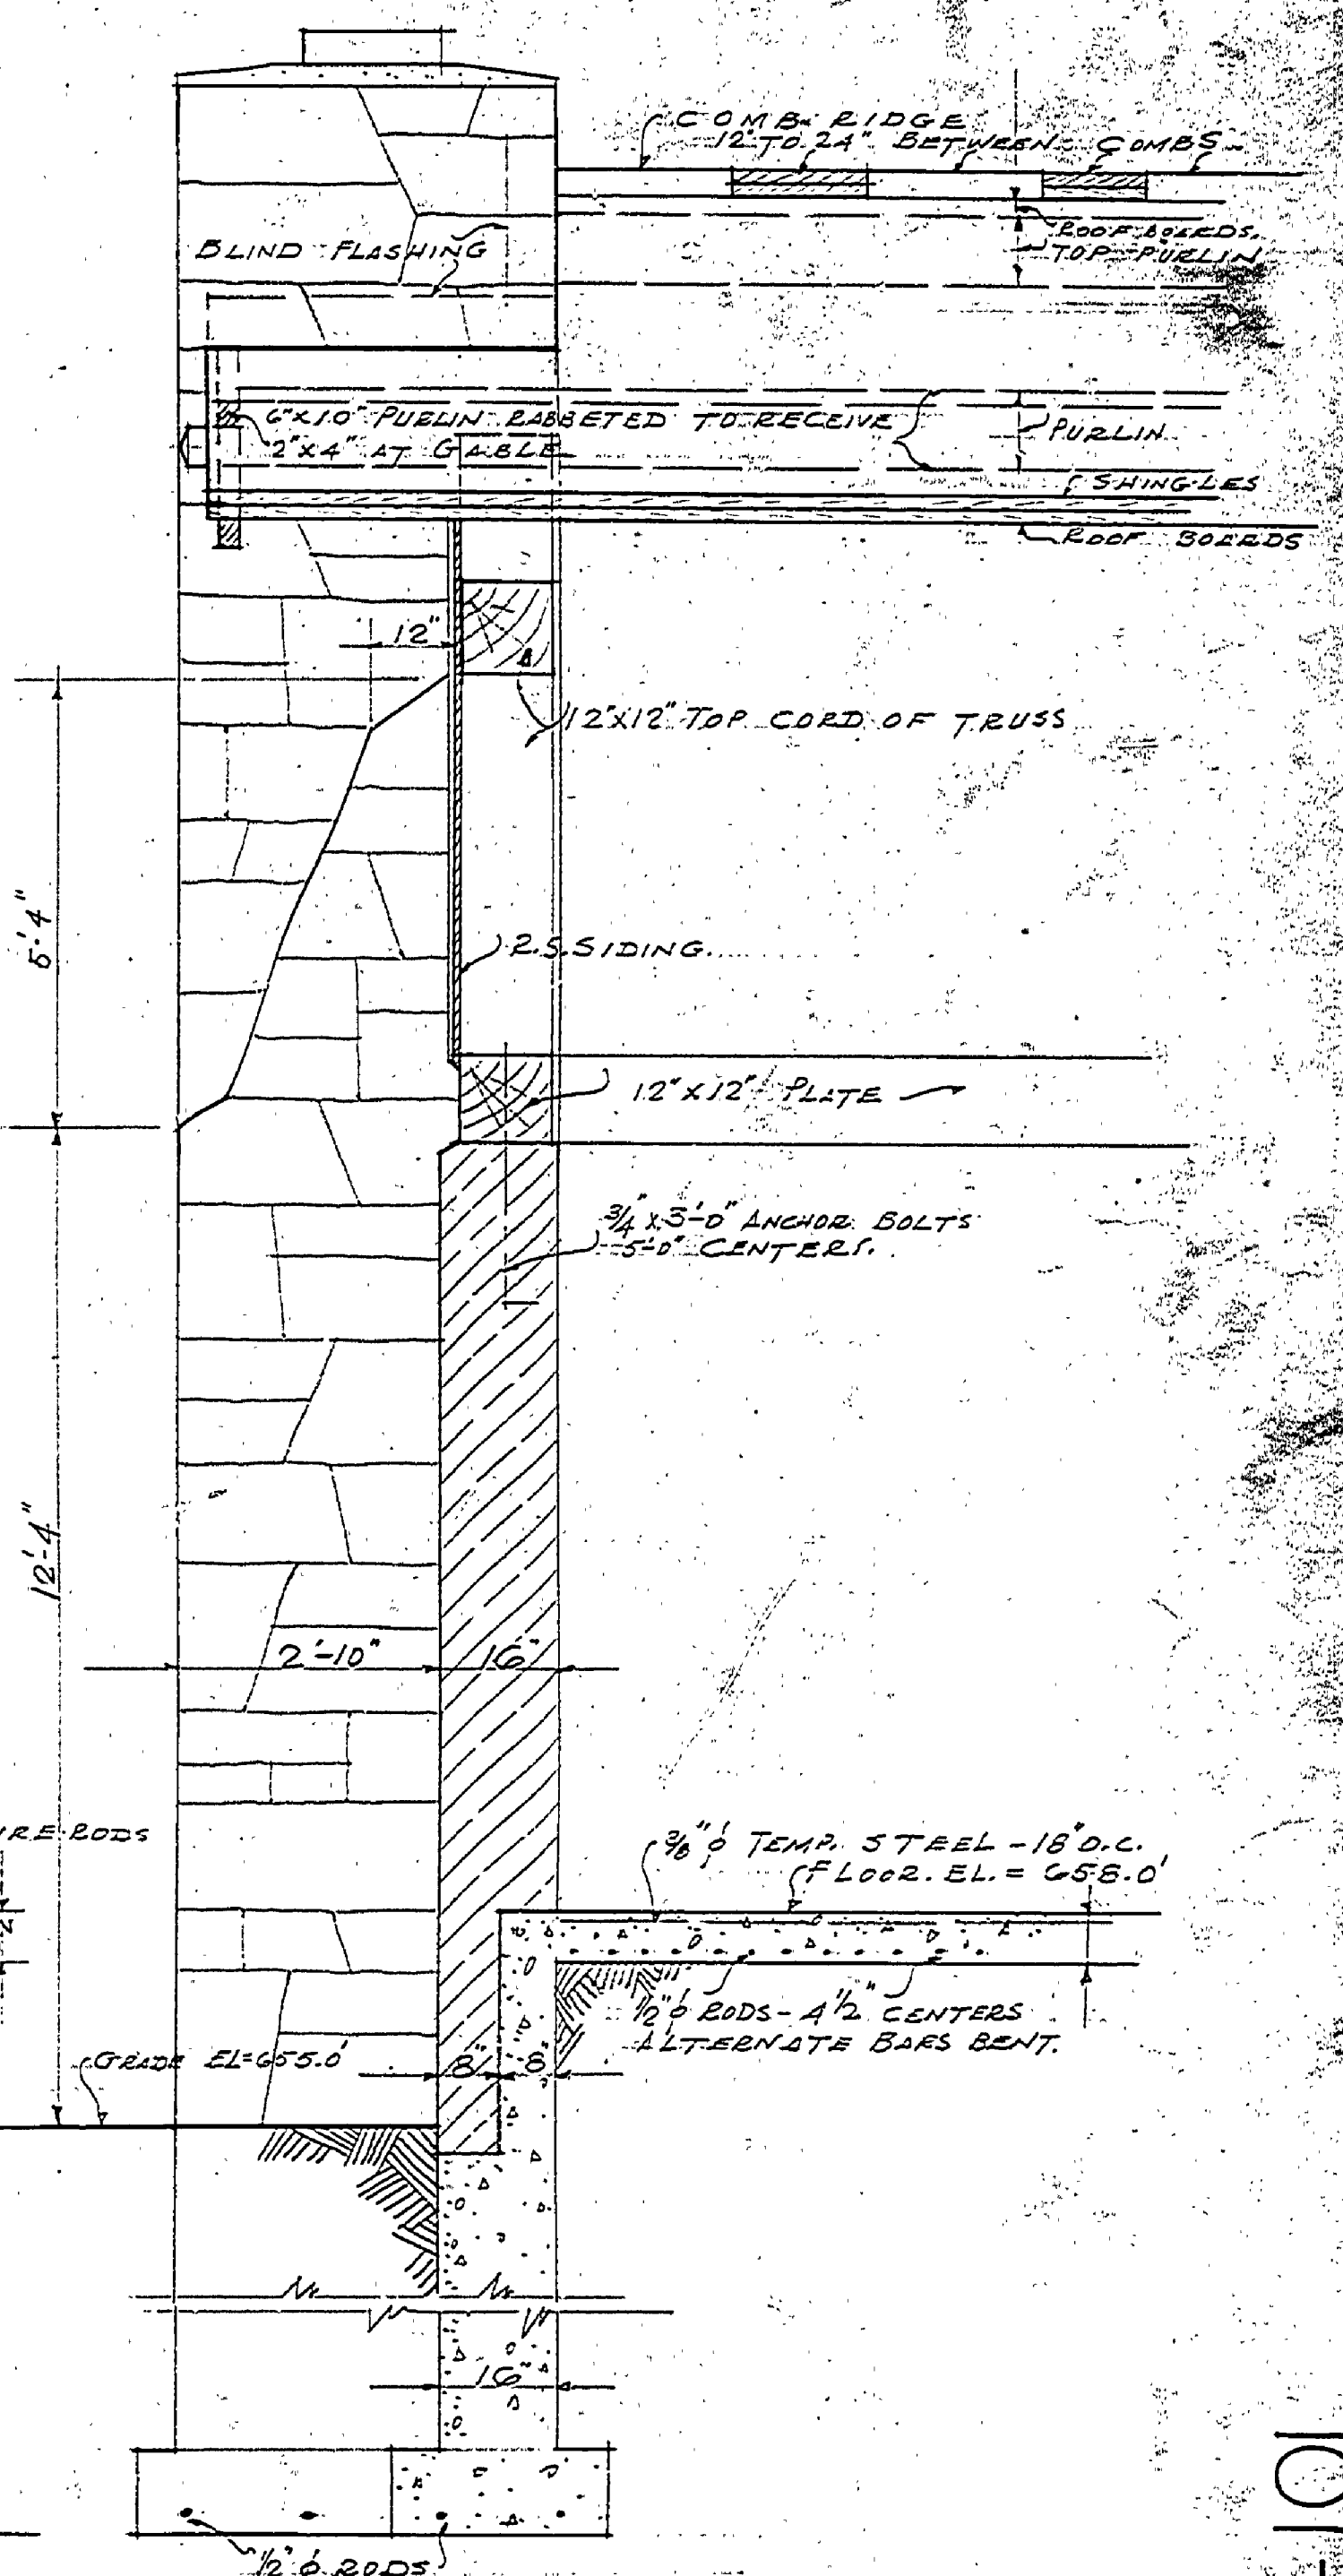 COMB RIDGE
12" TO 24" BETWEEN COMBS
ROOF BOARDS.
TOP PURLIN
BLIND FLASHING
6"X10" PURLIN RABBETED TO RECEIVE
2"X4" AT GABLE
PURLIN
SHINGLES
ROOF BOARDS
12"
12"X12" TOP CORD OF TRUSS
5'-4"
R.S. SIDING
12"X12" PLATE
3/4" X 3'-0" ANCHOR BOLTS
5'-0" CENTERS.
12'-4"
2'-10"
16"
RODS
3/8" ϕ TEMP. STEEL - 18" O.C.
FLOOR. EL. = 658.0'
1/2" ϕ RODS - 4 1/2" CENTERS
ALTERNATE BARS BENT.
GRADE EL=655.0'
8"
8"
16"
1/2" ϕ RODS